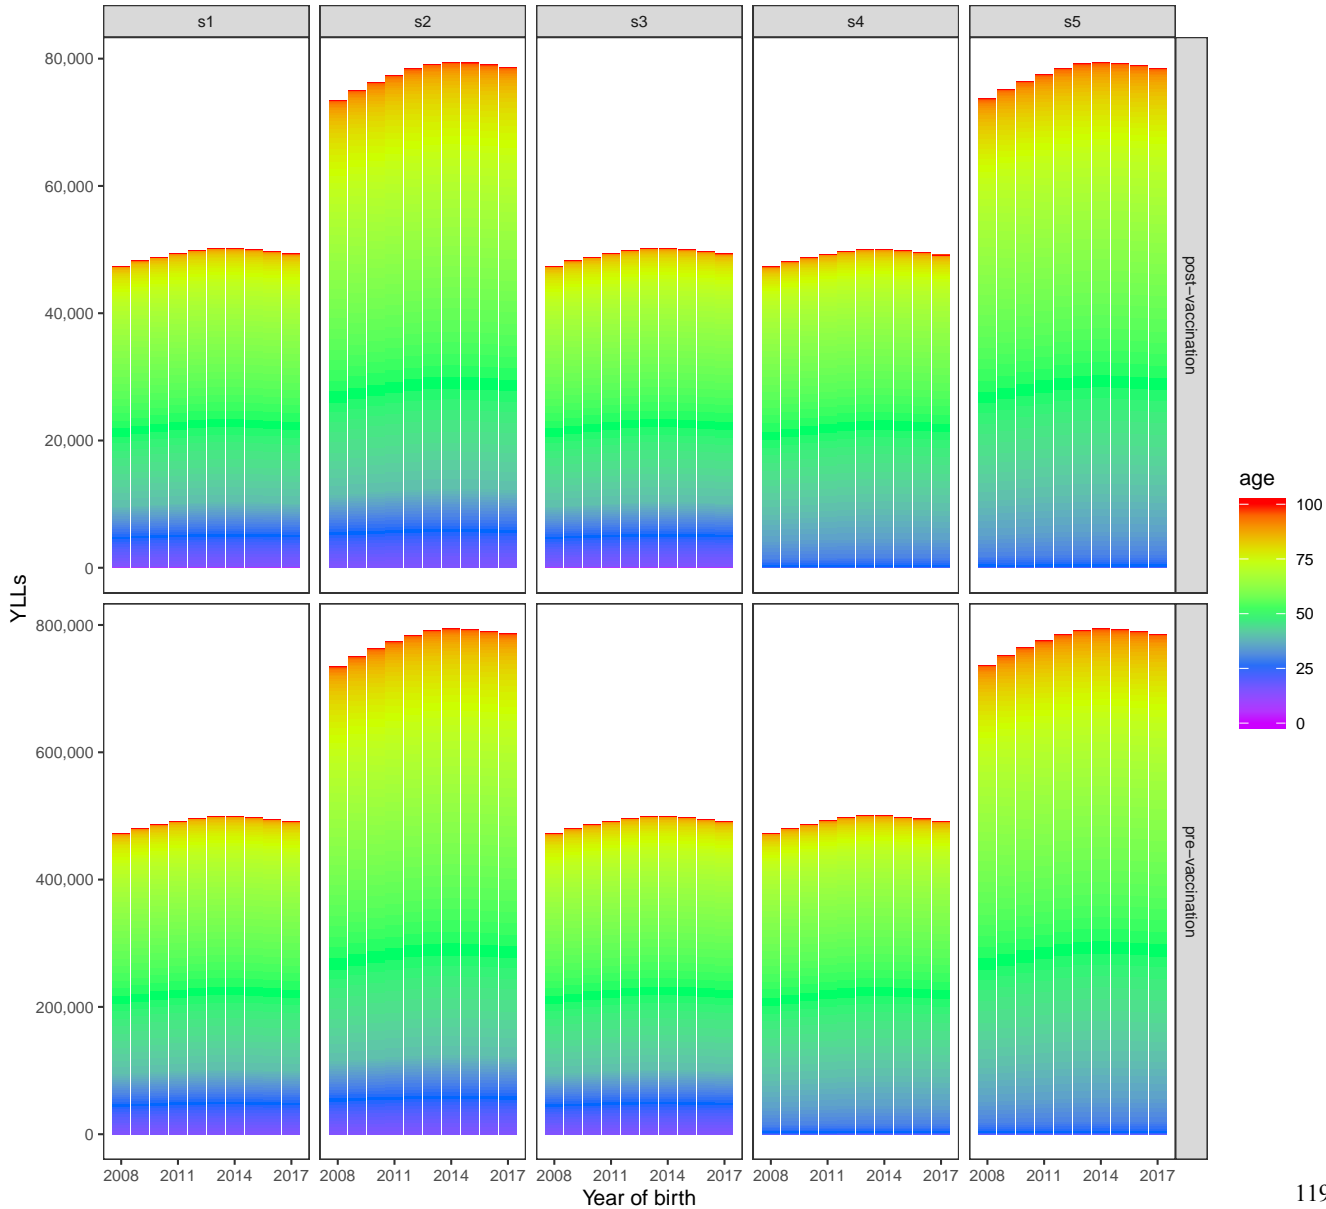 s1 s2 s3 s4 s5
80,000
60,000
40,000
20,000
0
post−vaccination
YLLs
800,000
600,000
400,000
200,000
0
pre−vaccination
2008 2011 2014 2017 2008 2011 2014 2017 2008 2011 2014 2017 2008 2011 2014 2017 2008 2011 2014 2017
Year of birth
age
100
75
50
25
0
119